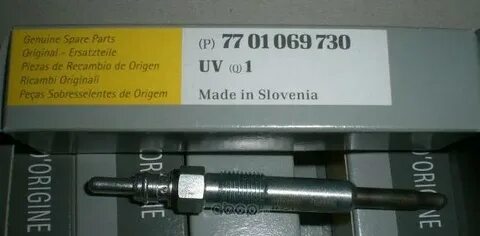 Genuine Spare Parts
Original - Ersatzteile
Piezas de Recambio de Origen
Ricambi Originali
Peças Sobresselentes de Origem
(P) 77 01 069 730
UV (Q) 1
Made in Slovenia
D'ORIGINE
D'ORIGINE
D'ORIGINE